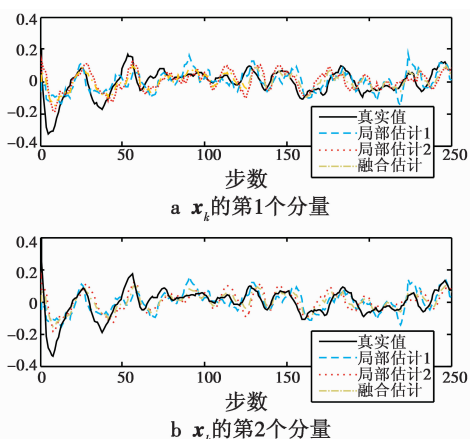 0.4
0.2
0
-0.2
-0.4
0 50 100 150 250
真实值
局部估计1
局部估计2
融合估计
步数
a x_k的第1个分量
0.4
0.2
0
-0.2
-0.4
0 50 100 150 250
真实值
局部估计1
局部估计2
融合估计
步数
b x_k的第2个分量